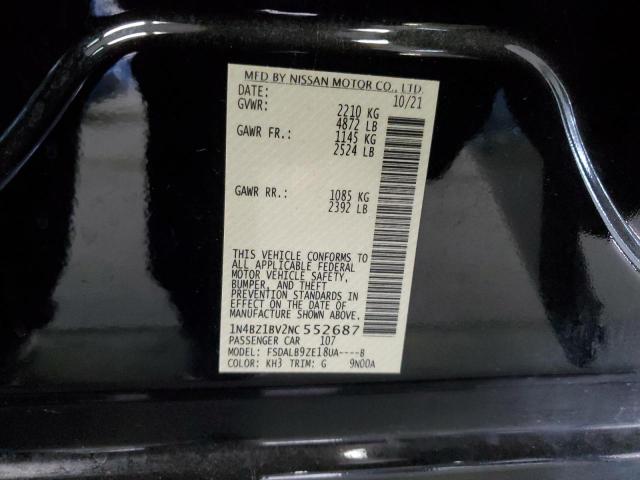 MFD BY NISSAN MOTOR CO., LTD.
DATE: 10/21
GVWR: 2210 KG
4872 LB
GAWR FR.: 1145 KG
2524 LB
GAWR RR.: 1085 KG
2392 LB
THIS VEHICLE CONFORMS TO
ALL APPLICABLE FEDERAL
MOTOR VEHICLE SAFETY,
BUMPER, AND THEFT
PREVENTION STANDARDS IN
EFFECT ON THE DATE OF
MANUFACTURE SHOWN ABOVE.
1N4BZ1BV2NC552687
PASSENGER CAR 107
MODEL: FSDALB9ZE18UA----B
COLOR: KH3 TRIM: G 9N00A